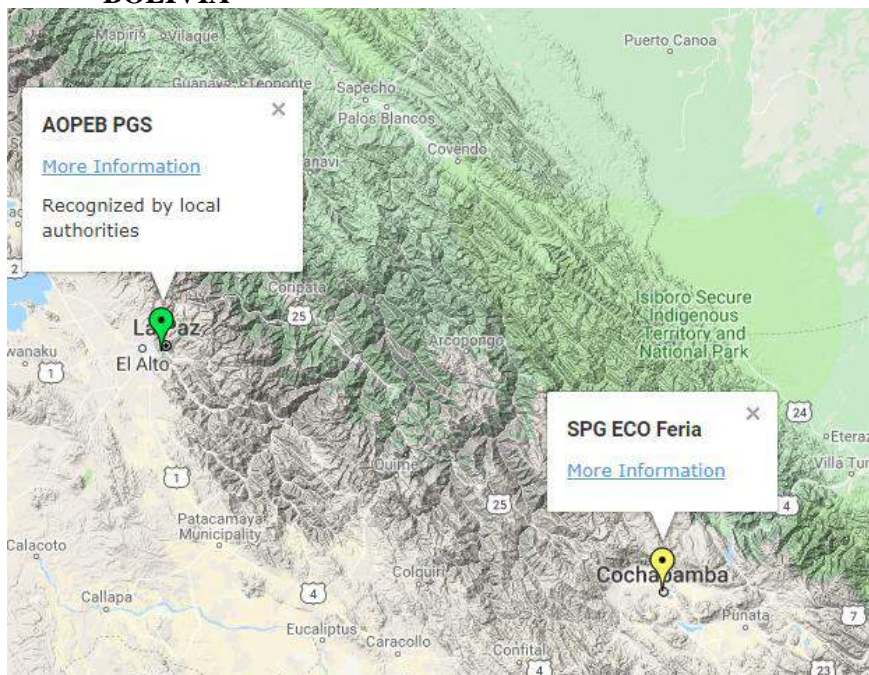 BOLIVIA
Mapiri
Vilaque
Puerto Canoa
Guanay
Teoponte
Sapecho
Palos Blancos
Covendo
anavi
×
AOPEB PGS
More Information
Recognized by local
authorities
2
Coripata
25
La Paz
El Alto
wanaku
1
Arcopongo
Isiboro Secure
Indigenous
Territory and
National Park
×
SPG ECO Feria
More Information
24
Eteraz
Villa Tur
4
1
Quime
25
Patacamaya
Municipality
Calacoto
Colquiri
4
Callapa
Cochabamba
Punata
7
Eucaliptus
Caracollo
Confital
4
23